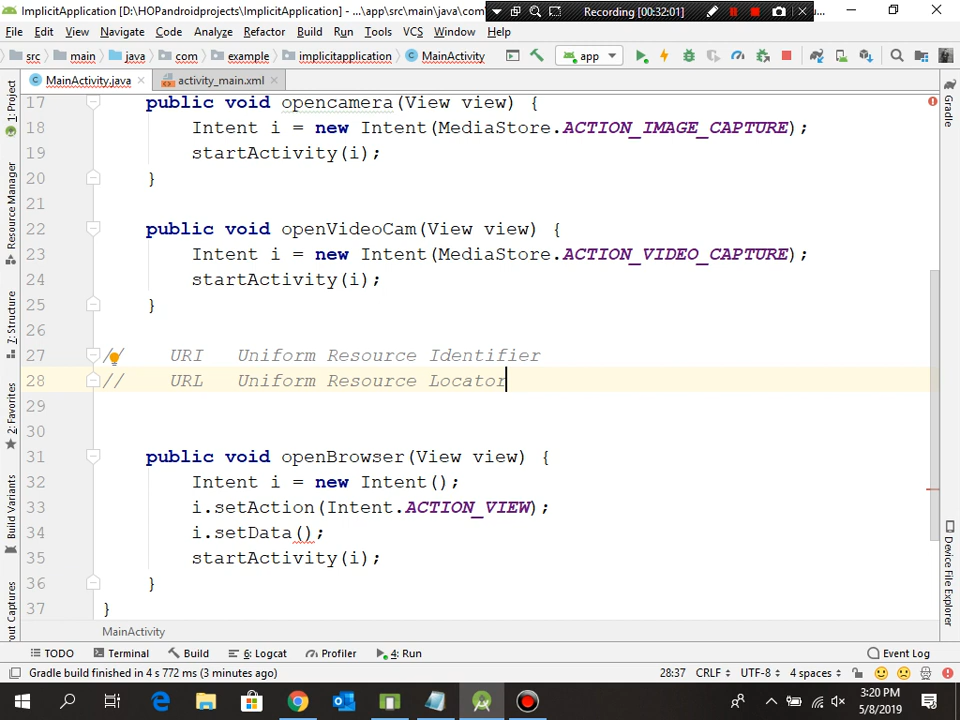 ImplicitApplication [D:\HOPandroidprojects\ImplicitApplication] - ...\app\src\main\java\com
Recording [00:32:01]
u...
File Edit View Navigate Code Analyze Refactor Build Run Tools VCS Window Help
src main java com example implicitapplication MainActivity app
MainActivity.java activity_main.xml
17 public void opencamera(View view) {
18 Intent i = new Intent(MediaStore.ACTION_IMAGE_CAPTURE);
19 startActivity(i);
20 }
21
22 public void openVideoCam(View view) {
23 Intent i = new Intent(MediaStore.ACTION_VIDEO_CAPTURE);
24 startActivity(i);
25 }
26
27 // URI Uniform Resource Identifier
28 // URL Uniform Resource Locator
29
30
31 public void openBrowser(View view) {
32 Intent i = new Intent();
33 i.setAction(Intent.ACTION_VIEW);
34 i.setData();
35 startActivity(i);
36 }
37 }
MainActivity
1: Project
Resource Manager
Z: Structure
2: Favorites
Build Variants
out Captures
Gradle
Device File Explorer
TODO Terminal Build 6: Logcat Profiler 4: Run Event Log
Gradle build finished in 4 s 772 ms (3 minutes ago) 28:37 CRLF UTF-8 4 spaces
3:20 PM
5/8/2019